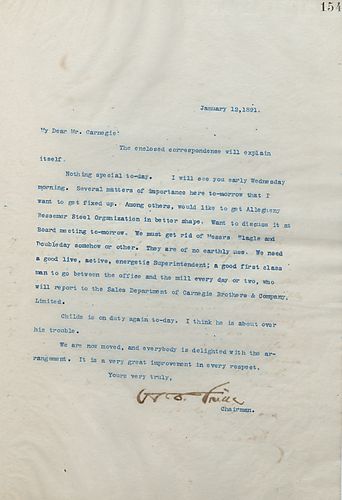 154
January 12, 1891.
My Dear Mr. Carnegie:
The enclosed correspondence will explain
itself.
Nothing special to-day. I will see you early Wednesday
morning. Several matters of importance here to-morrow that I
want to get fixed up. Among others, would like to get Allegheny
Bessemer Steel Organization in better shape. Want to discuss it at
Board meeting to-morrow. We must get rid of Messrs and
Doubleday somehow or other. They are of no earthly use. We need
a good live, active, energetic Superintendent; a good first class
man to go between the office and the mill every day or two, who
will report to the Sales Department of Carnegie Brothers & Company,
Limited.
Childs is on duty again to-day. I think he is about over
his trouble.
We are now moved, and everybody is delighted with the ar-
rangement. It is a very great improvement in every respect.
Yours very truly,
H C Frick
Chairman.